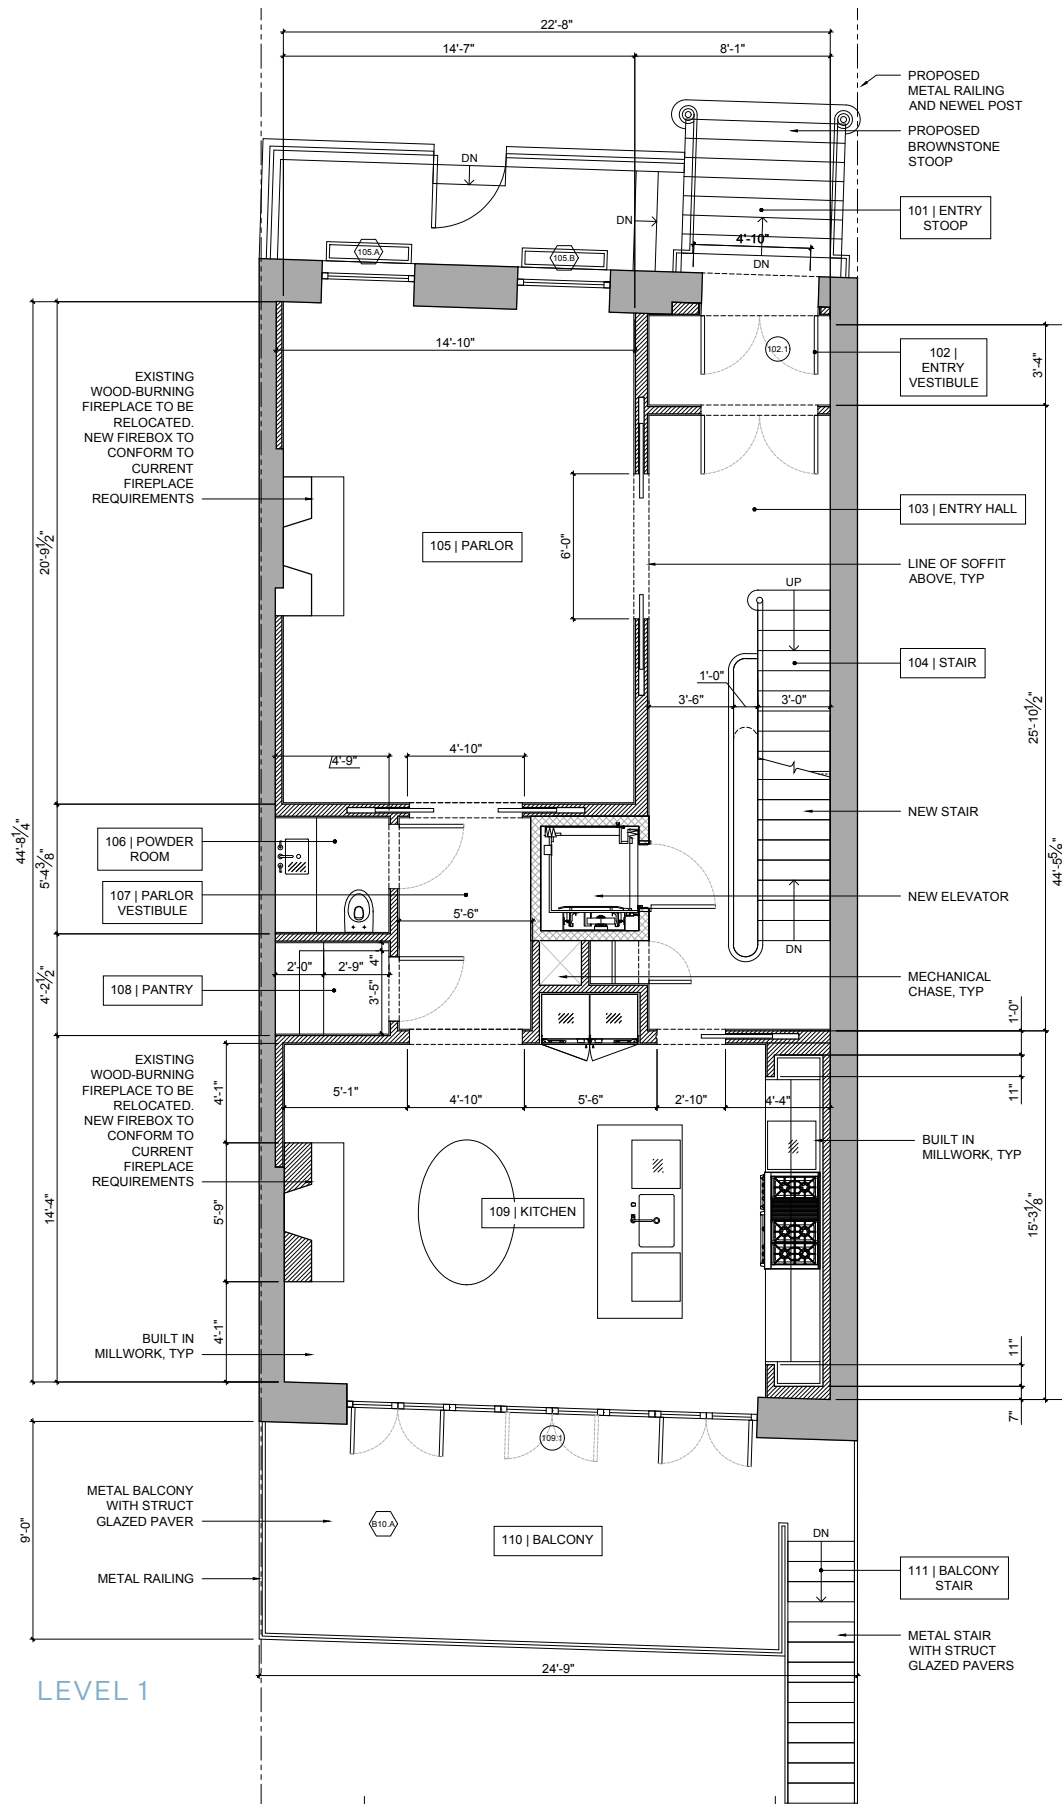 22'-8"
14'-7"
8'-1"
PROPOSED
METAL RAILING
AND NEWEL POST
PROPOSED
BROWNSTONE
STOOP
DN
DN
101 | ENTRY
STOOP
4'-10"
DN
105.A
105.B
14'-10"
102.1
102 |
ENTRY
VESTIBULE
3'-4"
EXISTING
WOOD-BURNING
FIREPLACE TO BE
RELOCATED.
NEW FIREBOX TO
CONFORM TO
CURRENT
FIREPLACE
REQUIREMENTS
103 | ENTRY HALL
105 | PARLOR
6'-0"
20'-9½"
LINE OF SOFFIT
ABOVE, TYP
UP
104 | STAIR
1'-0"
3'-6"
3'-0"
25'-10½"
4'-9"
4'-10"
NEW STAIR
44'-8¼"
5'-4⅜"
106 | POWDER
ROOM
44'-5⅝"
107 | PARLOR
VESTIBULE
NEW ELEVATOR
5'-6"
DN
4'-2½"
108 | PANTRY
2'-0"
2'-9"
4"
3'-5"
MECHANICAL
CHASE, TYP
1'-0"
EXISTING
WOOD-BURNING
FIREPLACE TO BE
RELOCATED.
NEW FIREBOX TO
CONFORM TO
CURRENT
FIREPLACE
REQUIREMENTS
4'-1"
5'-1"
4'-10"
5'-6"
2'-10"
4'-4"
11"
BUILT IN
MILLWORK, TYP
14'-4"
5'-9"
109 | KITCHEN
15'-3⅛"
4'-1"
BUILT IN
MILLWORK, TYP
11"
7"
109.1
METAL BALCONY
WITH STRUCT
GLAZED PAVER
B10.A
9'-0"
110 | BALCONY
DN
METAL RAILING
111 | BALCONY
STAIR
METAL STAIR
WITH STRUCT
GLAZED PAVERS
24'-9"
LEVEL 1